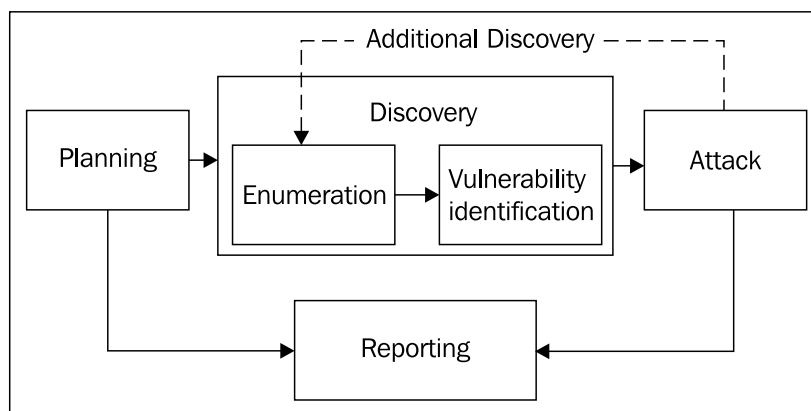 Additional Discovery
Discovery
Planning
Enumeration
Vulnerability
identification
Attack
Reporting